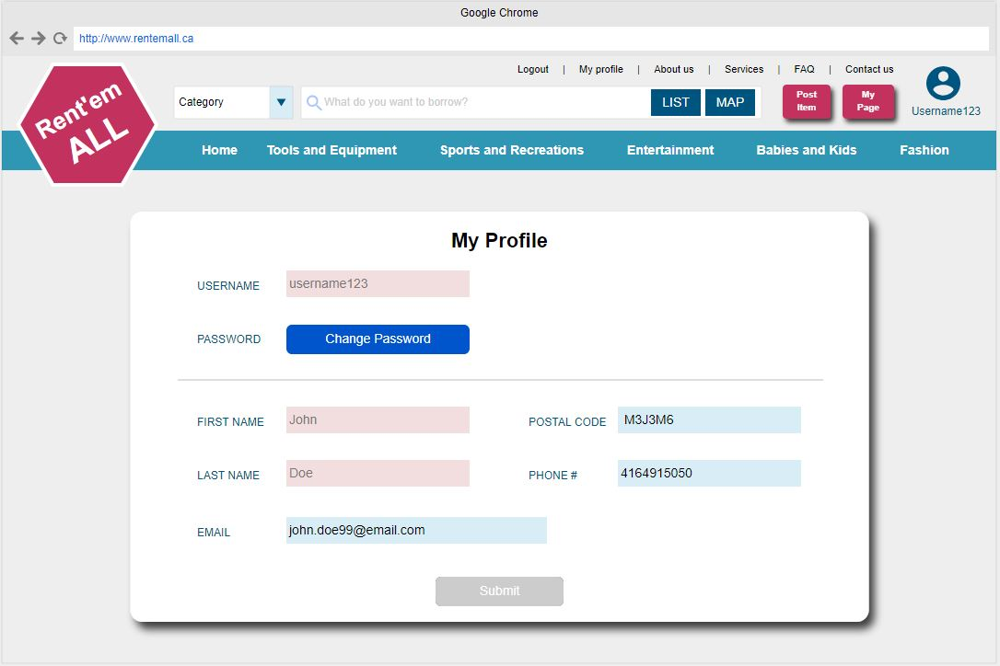 Google Chrome
http://www.rentemall.ca
Logout | My profile | About us | Services | FAQ | Contact us
Rent'em
ALL
Category
What do you want to borrow?
LIST
MAP
Post
Item
My
Page
Username123
Home Tools and Equipment Sports and Recreations Entertainment Babies and Kids Fashion
My Profile
USERNAME username123
PASSWORD Change Password
FIRST NAME John POSTAL CODE M3J3M6
LAST NAME Doe PHONE # 4164915050
EMAIL john.doe99@email.com
Submit